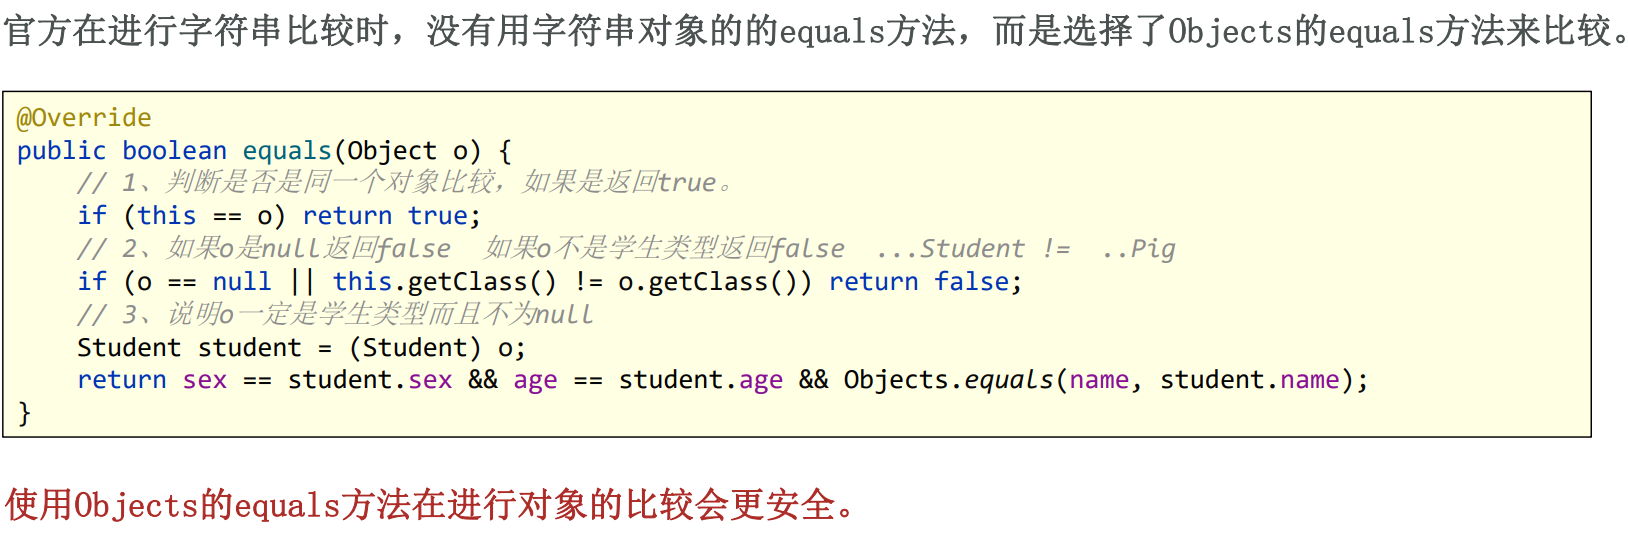 官方在进行字符串比较时，没有用字符串对象的的equals方法，而是选择了Objects的equals方法来比较。
@Override
public boolean equals(Object o) {
    // 1、判断是否是同一个对象比较，如果是返回true。
    if (this == o) return true;
    // 2、如果o是null返回false  如果o不是学生类型返回false  ...Student !=  ..Pig
    if (o == null || this.getClass() != o.getClass()) return false;
    // 3、说明o一定是学生类型而且不为null
    Student student = (Student) o;
    return sex == student.sex && age == student.age && Objects.equals(name, student.name);
}
使用Objects的equals方法在进行对象的比较会更安全。